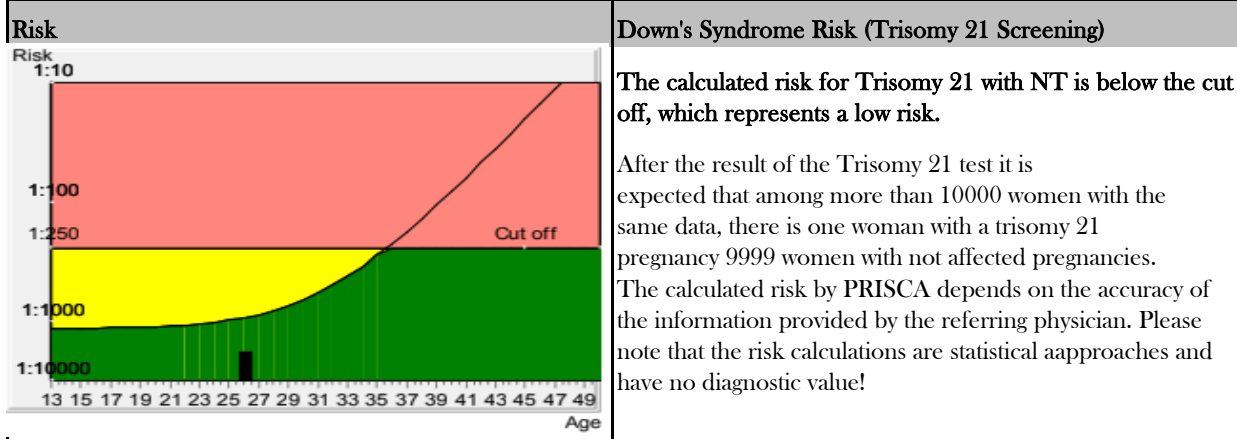 Risk
Risk
1:10
1:100
1:250
Cut off
1:1000
1:10000
13 15 17 19 21 23 25 27 29 31 33 35 37 39 41 43 45 47 49
Age
Down's Syndrome Risk (Trisomy 21 Screening)
The calculated risk for Trisomy 21 with NT is below the cut
off, which represents a low risk.
After the result of the Trisomy 21 test it is
expected that among more than 10000 women with the
same data, there is one woman with a trisomy 21
pregnancy 9999 women with not affected pregnancies.
The calculated risk by PRISCA depends on the accuracy of
the information provided by the referring physician. Please
note that the risk calculations are statistical aapproaches and
have no diagnostic value!